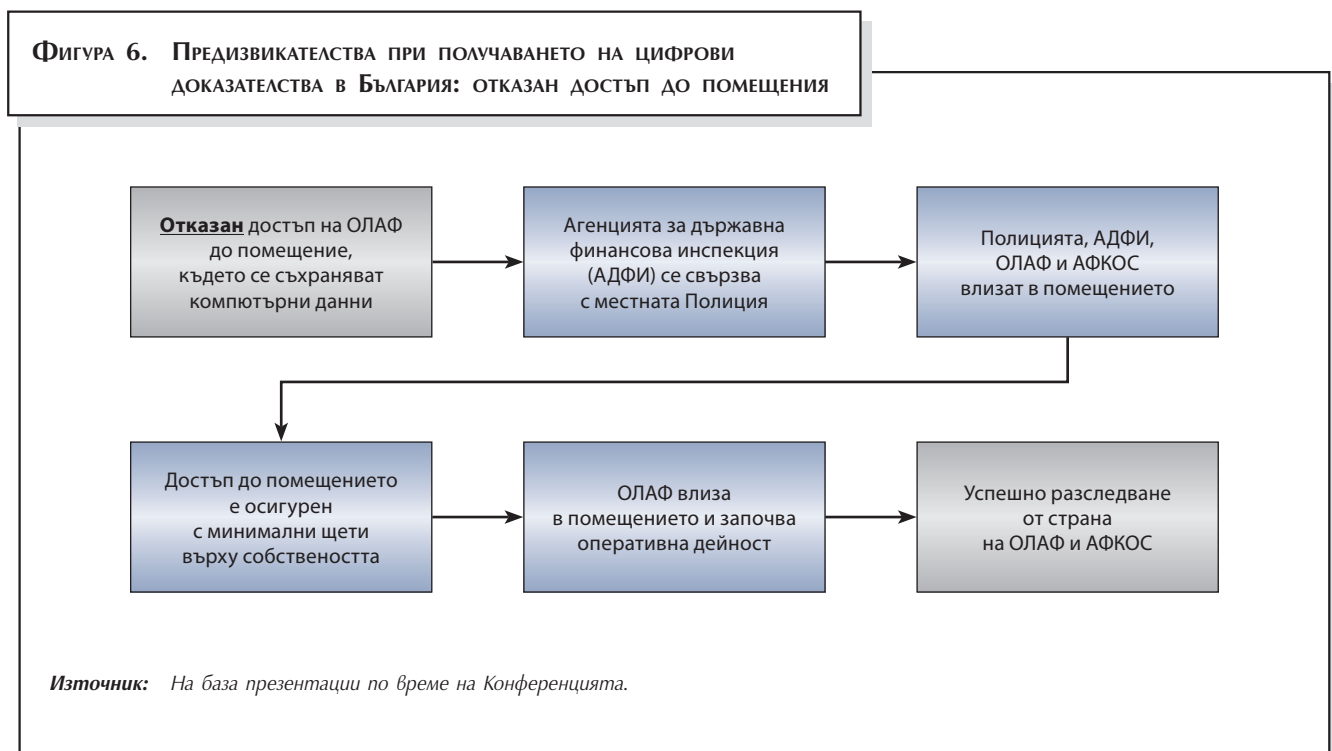 Фигура 6. Предизвикателства при получаването на цифрови
доказателства в България: отказан достъп до помещения
Отказан достъп на ОЛАФ
до помещение,
където се съхраняват
компютърни данни
Агенцията за държавна
финансова инспекция
(АДФИ) се свързва
с местната Полиция
Полицията, АДФИ,
ОЛАФ и АФКОС
влизат в помещението
Достъп до помещението
е осигурен
с минимални щети
върху собствеността
ОЛАФ влиза
в помещението и започва
оперативна дейност
Успешно разследване
от страна
на ОЛАФ и АФКОС
Източник: На база презентации по време на Конференцията.